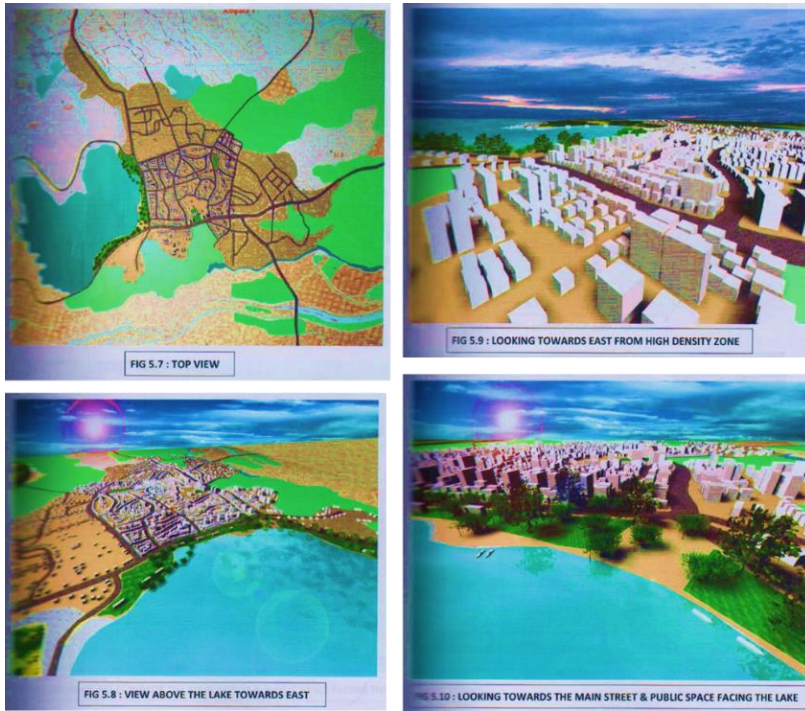 FIG 5.7 : TOP VIEW
FIG 5.9 : LOOKING TOWARDS EAST FROM HIGH DENSITY ZONE
FIG 5.8 : VIEW ABOVE THE LAKE TOWARDS EAST
5.10 : LOOKING TOWARDS THE MAIN STREET & PUBLIC SPACE FACING THE LAKE